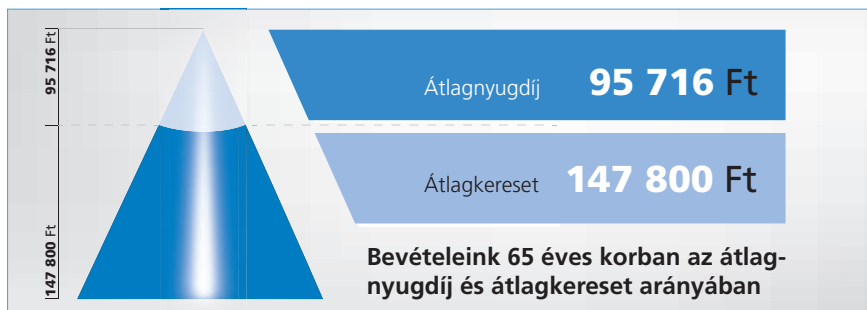 95 716 Ft
147 800 Ft
Átlagnyugdíj 95 716 Ft
Átlagkereset 147 800 Ft
Bevételeink 65 éves korban az átlag-
nyugdíj és átlagkereset arányában